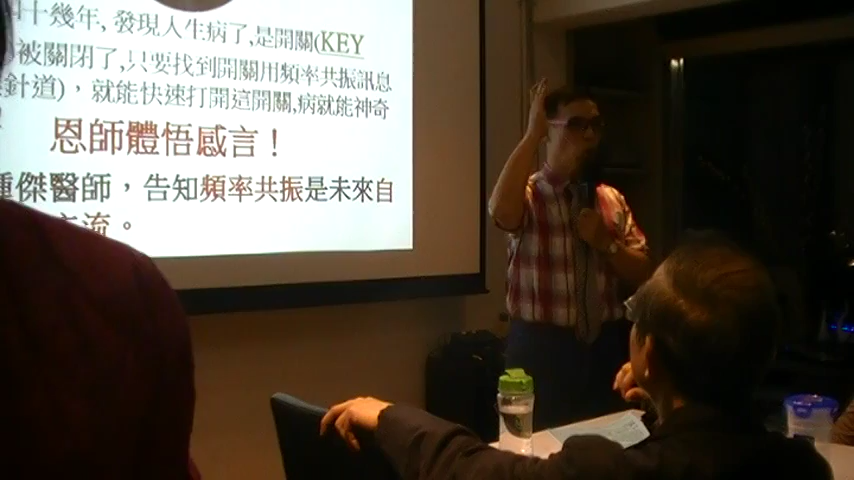 十幾年, 發現人生病了,是開關(KEY
被關閉了,只要找到開關用頻率共振訊息
針道)，就能快速打開這開關,病就能神奇
恩師體悟感言！
傑醫師，告知頻率共振是未來自
流。